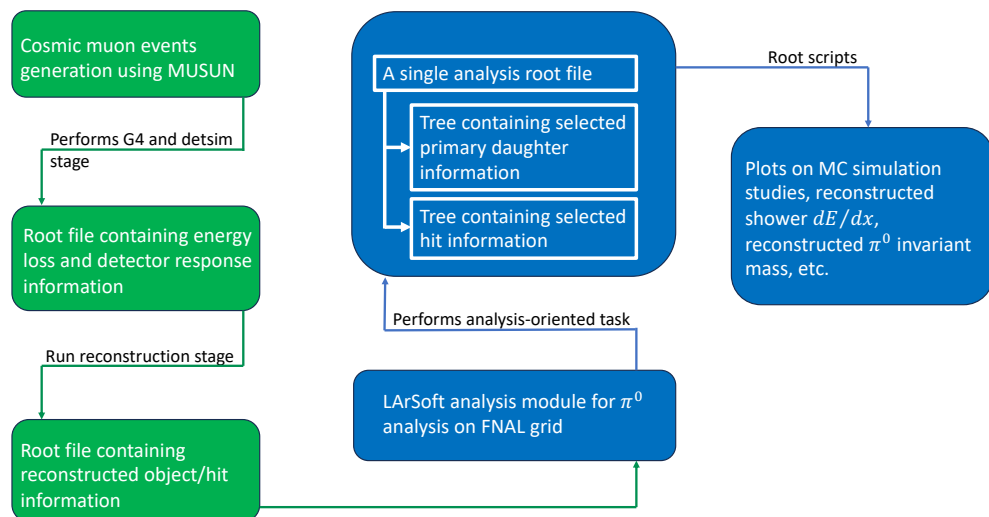 Cosmic muon events
generation using MUSUN
Performs G4 and detsim
stage
Root file containing energy
loss and detector response
information
Run reconstruction stage
Root file containing
reconstructed object/hit
information
LArSoft analysis module for π⁰
analysis on FNAL grid
Performs analysis-oriented task
A single analysis root file
Tree containing selected
primary daughter
information
Tree containing selected
hit information
Root scripts
Plots on MC simulation
studies, reconstructed
shower dE/dx,
reconstructed π⁰ invariant
mass, etc.